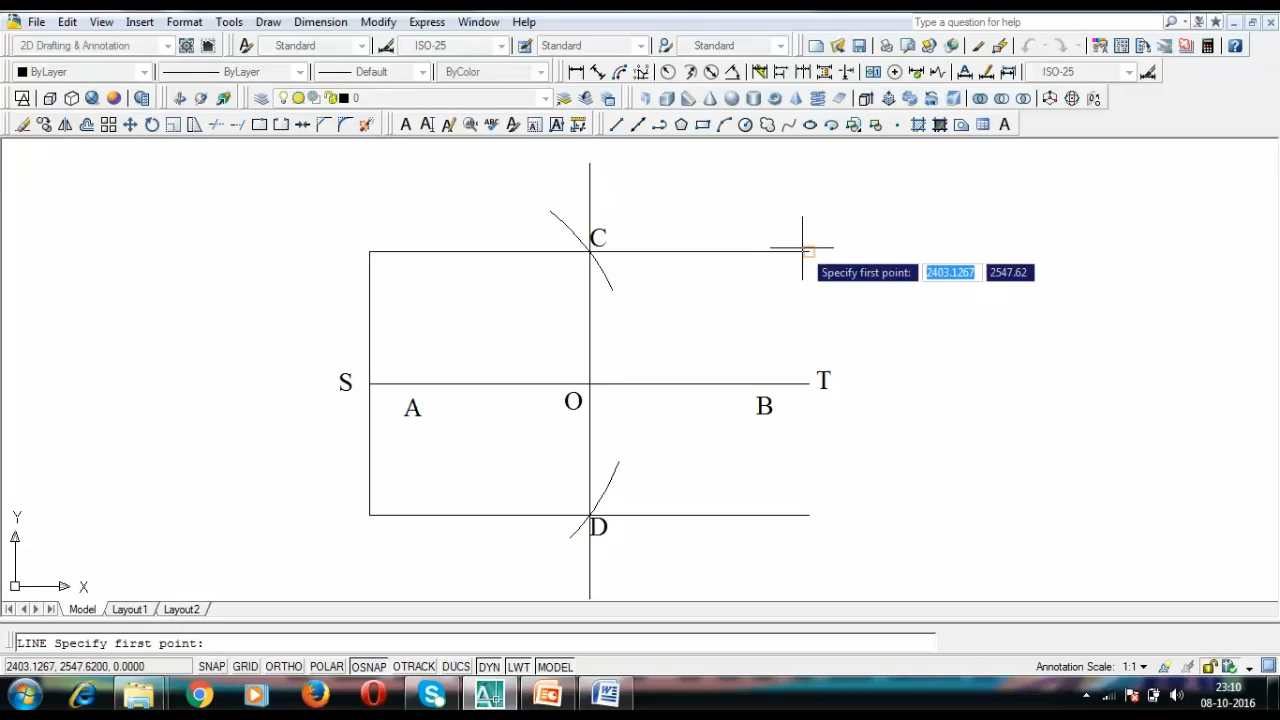 File Edit View Insert Format Tools Draw Dimension Modify Express Window Help Type a question for help
2D Drafting & Annotation Standard ISO-25 Standard Standard
ByLayer ByLayer Default ByColor ISO-25
0
ABC A A A
C
Specify first point: 2403.1267 2547.62
S T
A O B
D
Y
X
Model Layout1 Layout2
LINE Specify first point:
2403.1267, 2547.6200, 0.0000 SNAP GRID ORTHO POLAR OSNAP OTRACK DUCS DYN LWT MODEL Annotation Scale: 1:1
23:10
08-10-2016